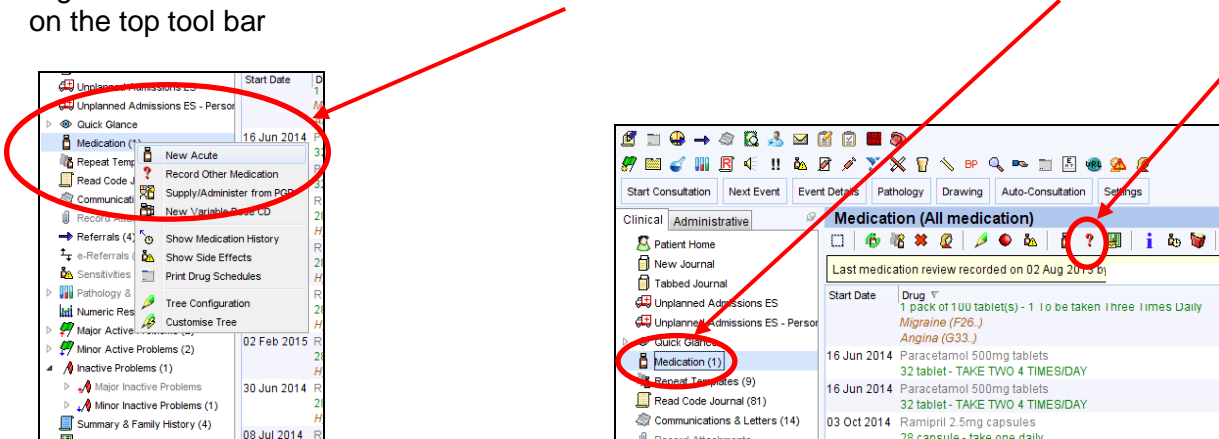 on the top tool bar
Unplanned Admissions ES
Unplanned Admissions ES - Person
Quick Glance
Medication (1)
Repeat Temp
Read Code J
Communicati
Record Atta
Referrals (4)
e-Referrals (
Sensitivities
Pathology &
Numeric Res
Major Active
Minor Active Problems (2)
Inactive Problems (1)
Major Inactive Problems
Minor Inactive Problems (1)
Summary & Family History (4)
New Acute
Record Other Medication
Supply/Administer from PGD
New Variable Dose CD
Show Medication History
Show Side Effects
Print Drug Schedules
Tree Configuration
Customise Tree
Start Date
16 Jun 2014
02 Feb 2015
30 Jun 2014
08 Jul 2014
BP
URL
Start Consultation Next Event Event Details Pathology Drawing Auto-Consultation Settings
Clinical Administrative
Patient Home
New Journal
Tabbed Journal
Unplanned Admissions ES
Unplanned Admissions ES - Person
Quick Glance
Medication (1)
Repeat Templates (9)
Read Code Journal (81)
Communications & Letters (14)
Record Attachments
Medication (All medication)
Last medication review recorded on 02 Aug 2013 by
Start Date Drug
1 pack of 100 tablet(s) - 1 To be taken Three Times Daily
Migraine (F26..)
Angina (G33..)
16 Jun 2014 Paracetamol 500mg tablets
32 tablet - TAKE TWO 4 TIMES/DAY
16 Jun 2014 Paracetamol 500mg tablets
32 tablet - TAKE TWO 4 TIMES/DAY
03 Oct 2014 Ramipril 2.5mg capsules
28 capsule - take one daily